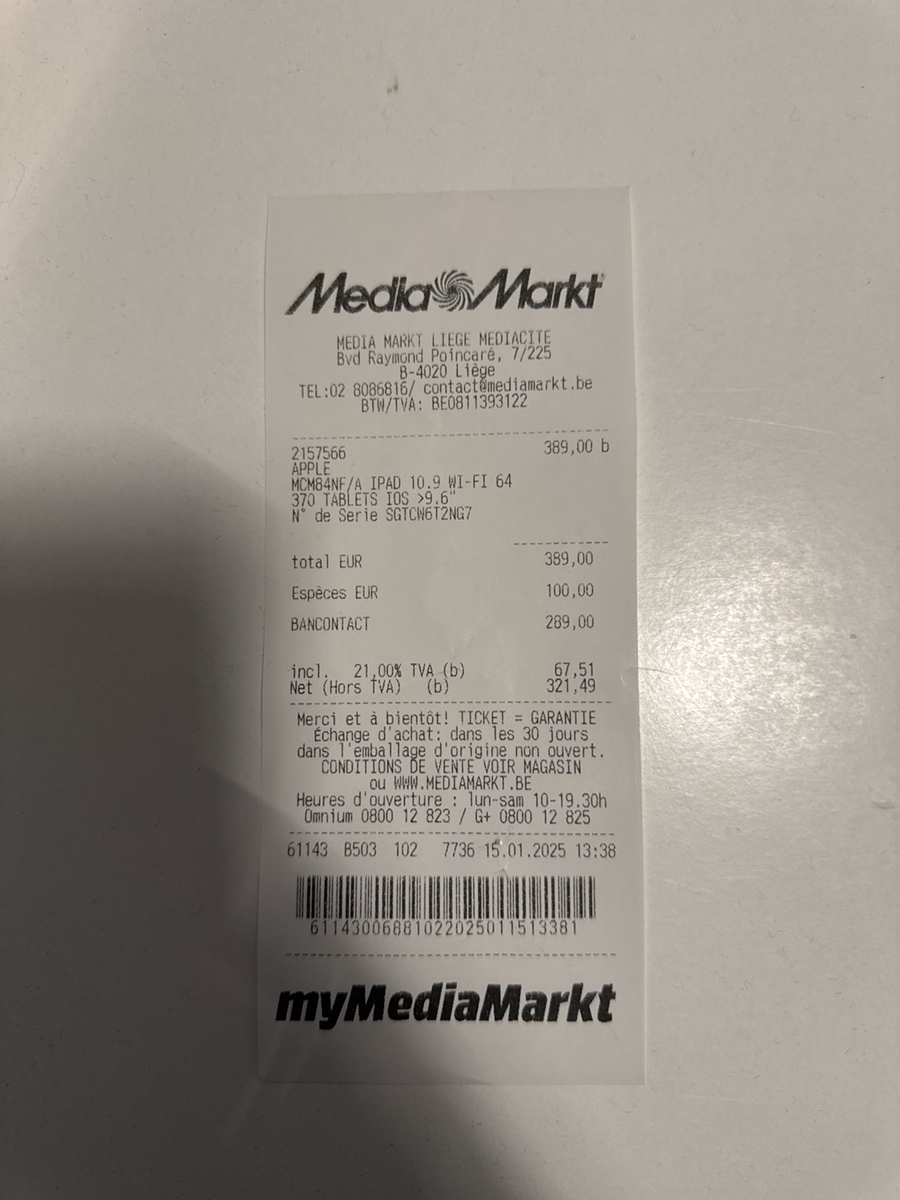 Media Markt
MEDIA MARKT LIEGE MEDIACITE
Bvd Raymond Poincaré, 7/225
B-4020 Liège
TEL:02 8086816/ contact@mediamarkt.be
BTW/TVA: BE0811393122
2157566 389,00 b
APPLE
MCM84NF/A IPAD 10.9 WI-FI 64
370 TABLETS IOS >9.6"
N° de Serie SGTCW6T2NG7
total EUR 389,00
Espèces EUR 100,00
BANCONTACT 289,00
incl. 21,00% TVA (b) 67,51
Net (Hors TVA) (b) 321,49
Merci et à bientôt! TICKET = GARANTIE
Échange d'achat: dans les 30 jours
dans l'emballage d'origine non ouvert.
CONDITIONS DE VENTE VOIR MAGASIN
ou WWW.MEDIAMARKT.BE
Heures d'ouverture : lun-sam 10-19.30h
Omnium 0800 12 823 / G+ 0800 12 825
61143 B503 102 7736 15.01.2025 13:38
6114300688102202501151​3381
myMediaMarkt